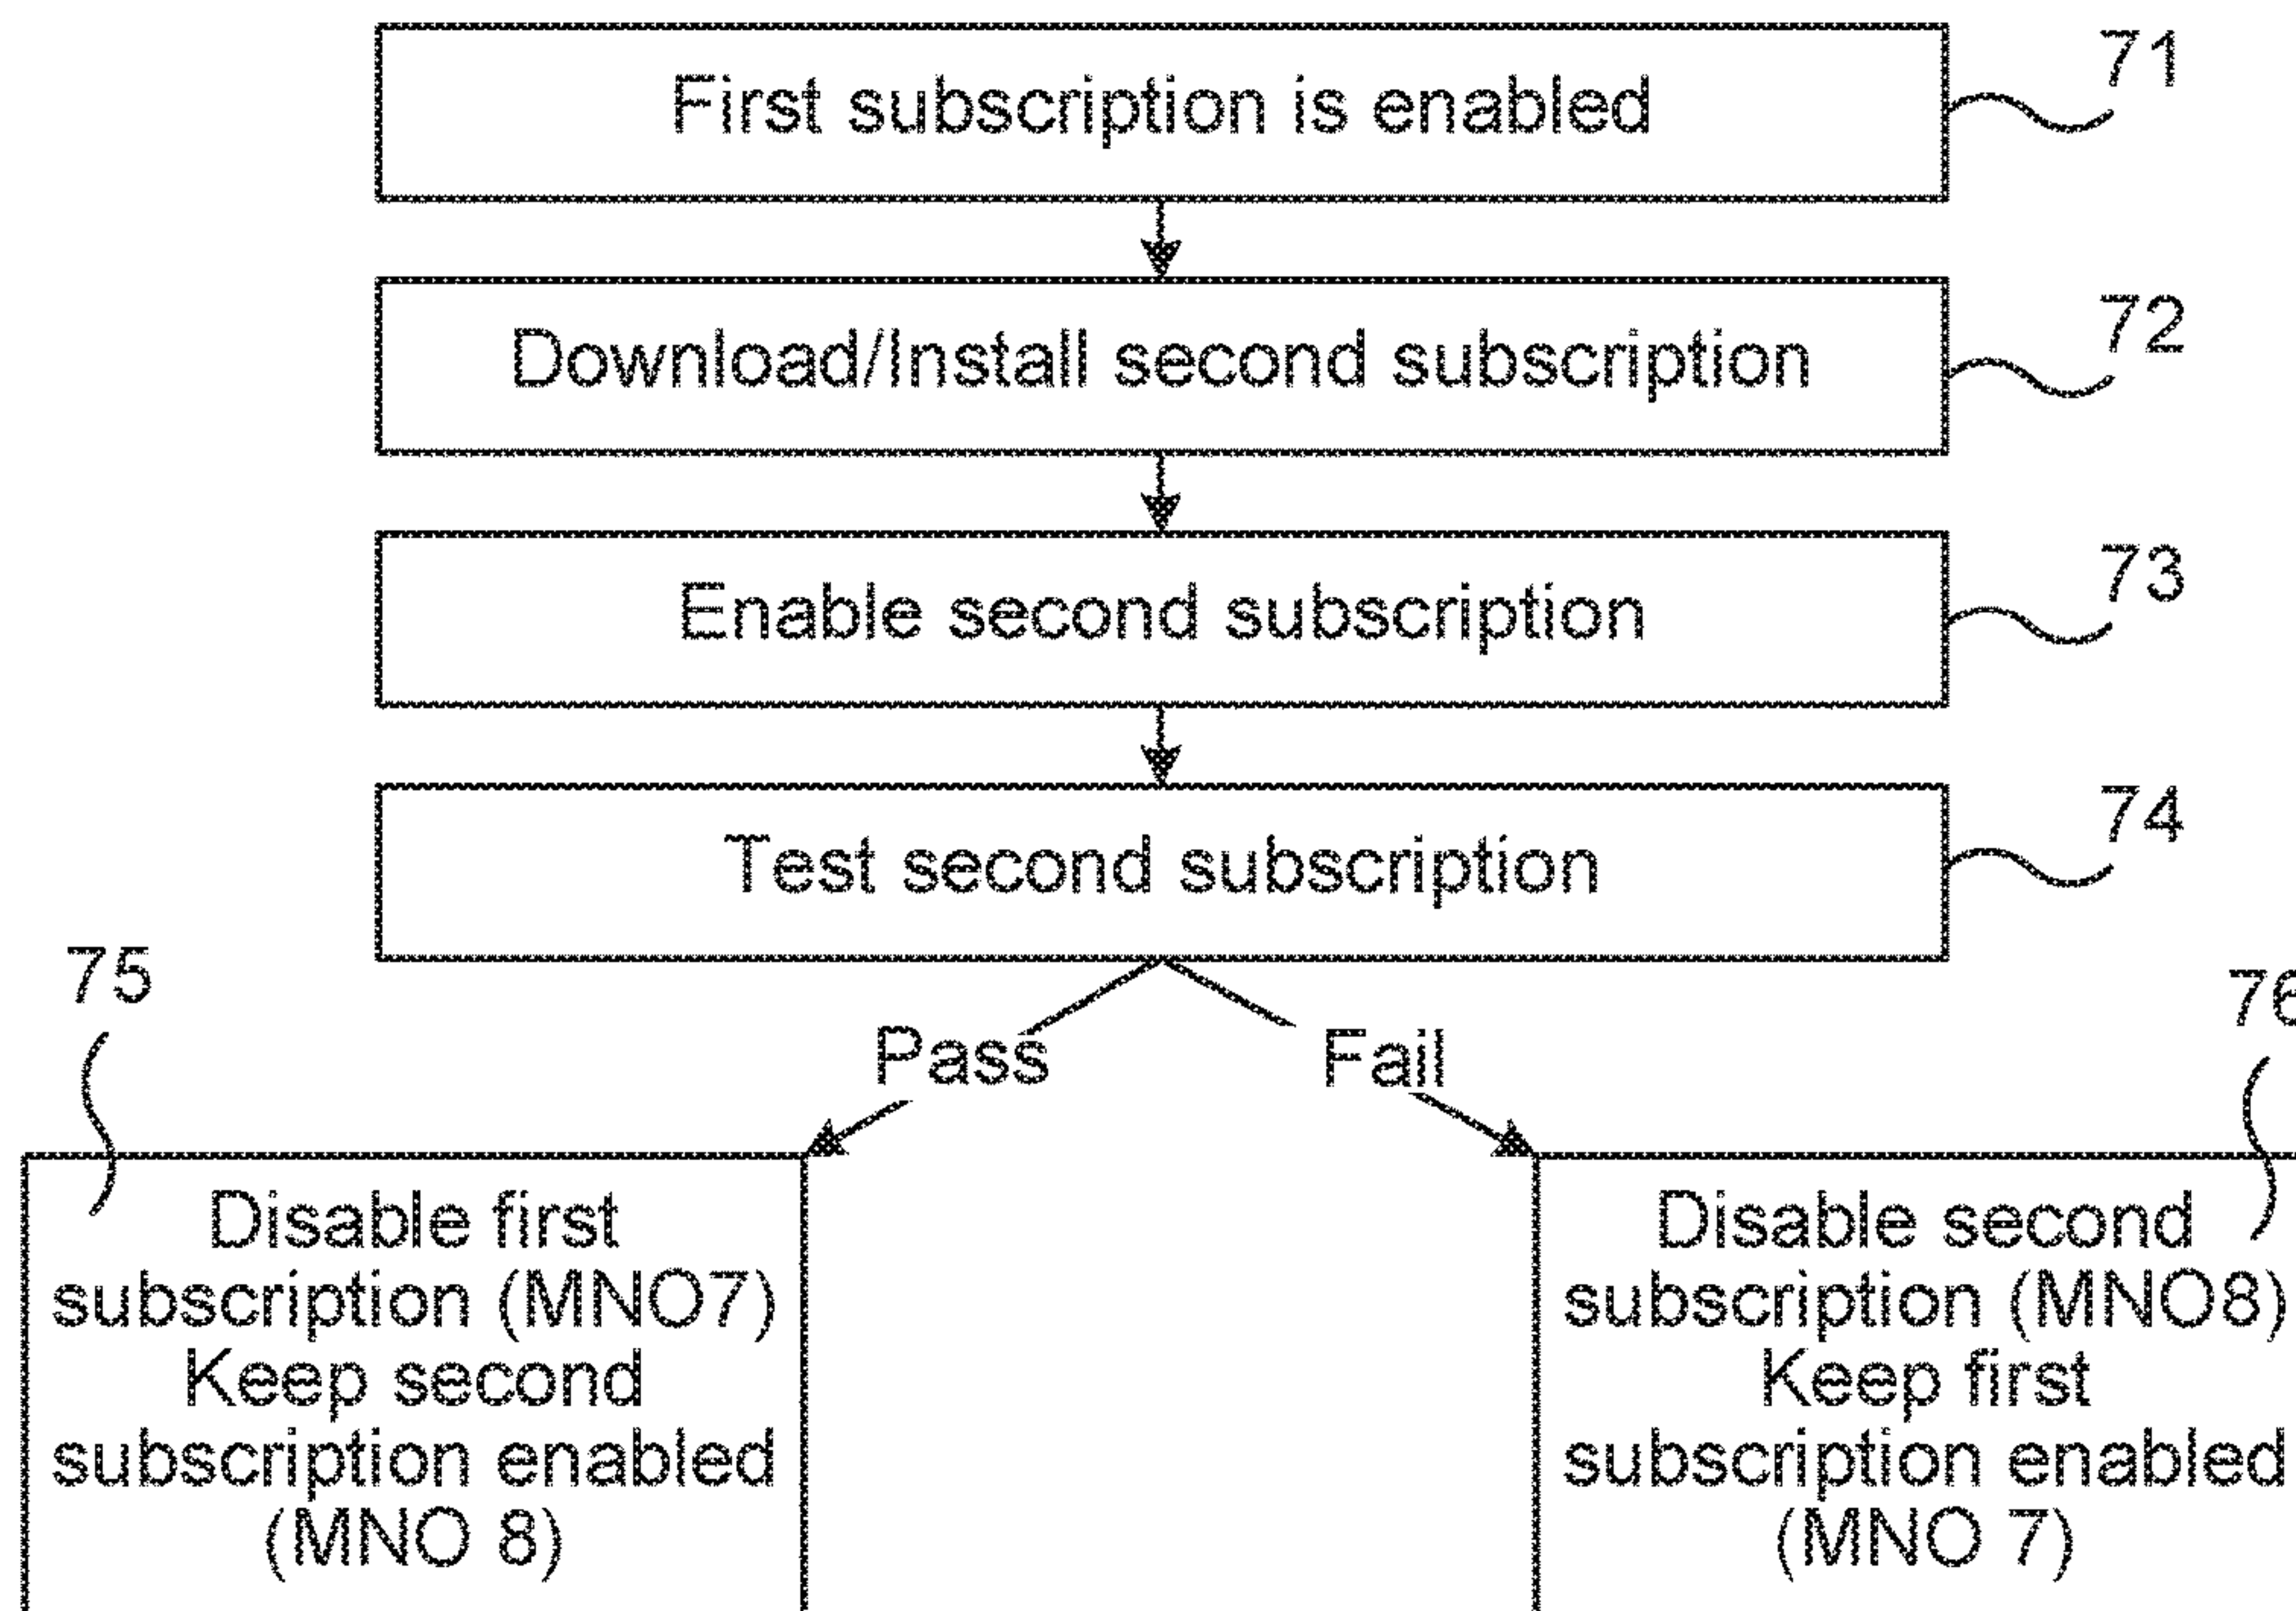 First subscription is enabled
71
Download/Install second subscription
72
Enable second subscription
73
Test second subscription
74
75
76
Pass
Fail
Disable first
subscription (MNO7)
Keep second
subscription enabled
(MNO 8)
Disable second
subscription (MNO8)
Keep first
subscription enabled
(MNO 7)